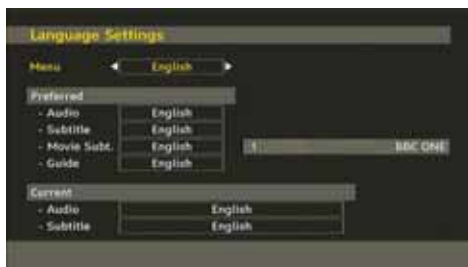 Language Settings
Menu English
Preferred
- Audio English
- Subtitle English
- Movie Subt. English
1 BBC ONE
- Guide English
Current
- Audio English
- Subtitle English